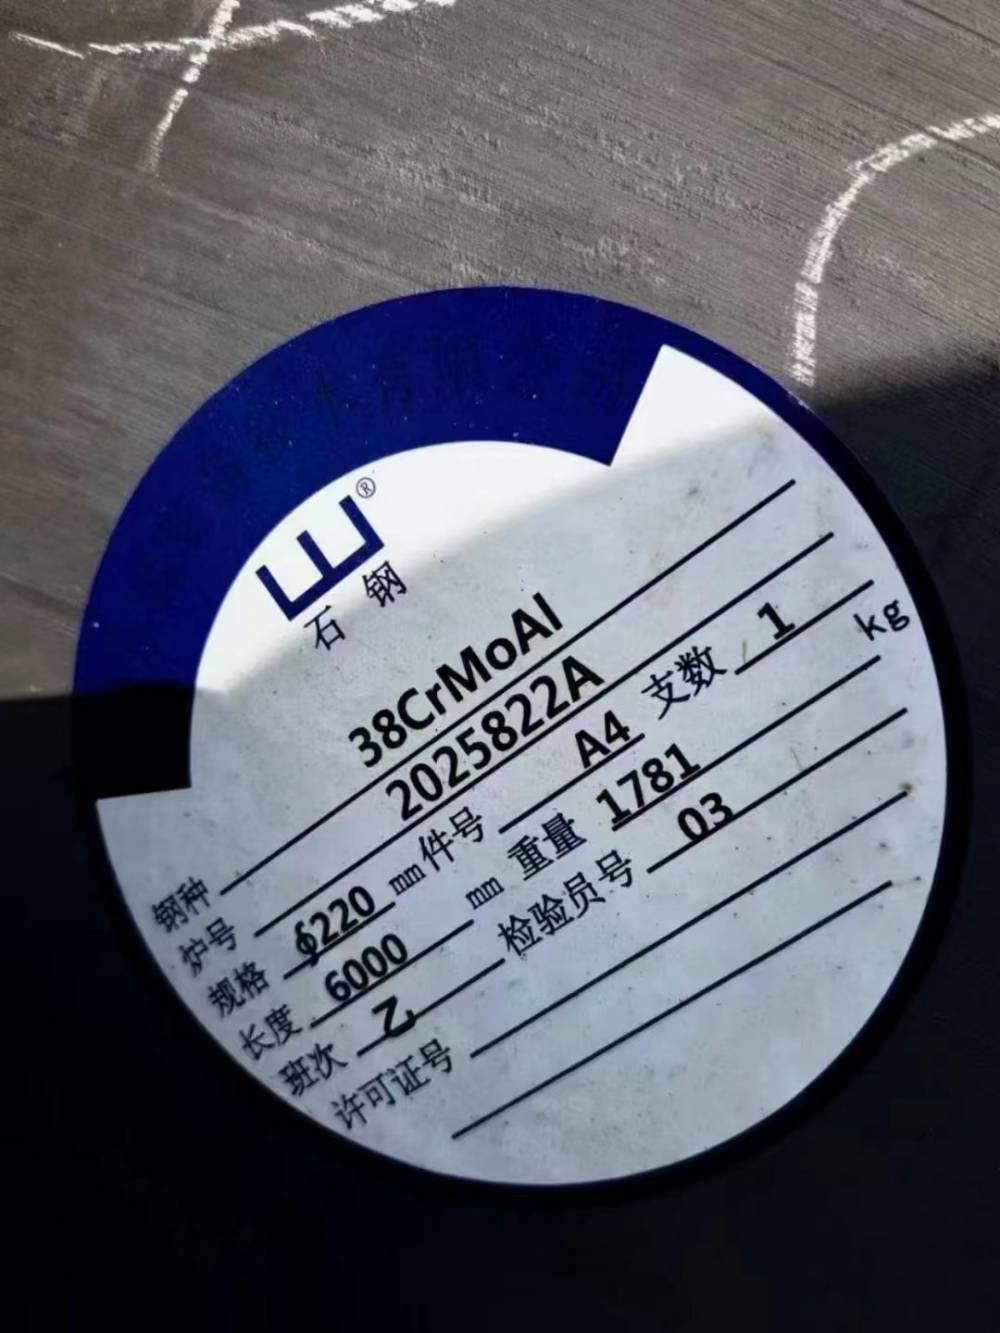 ®
石钢
钢种 38CrMoAl
炉号 2025822A
规格 ϕ220 mm 件号 A4 支数 1
长度 6000 mm 重量 1781 kg
班次 乙 检验员号 03
许可证号